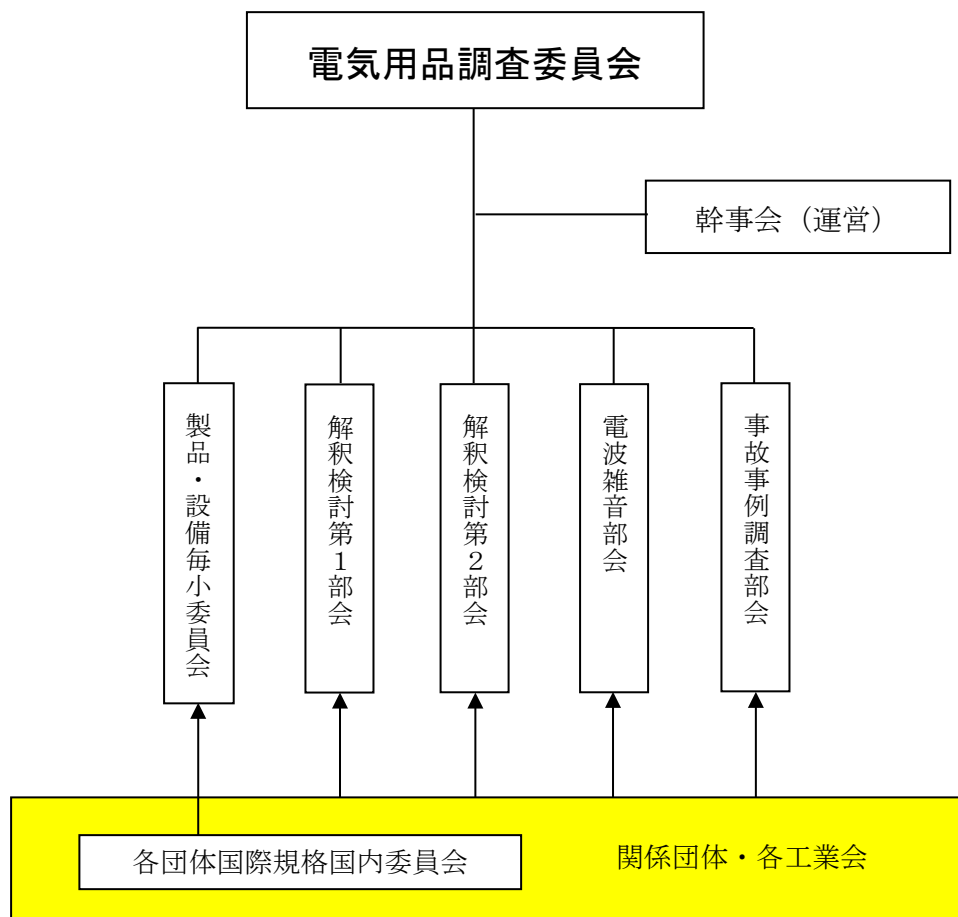 電気用品調査委員会
幹事会（運営）
製品・設備毎小委員会
解釈検討第１部会
解釈検討第２部会
電波雑音部会
事故事例調査部会
各団体国際規格国内委員会
関係団体・各工業会